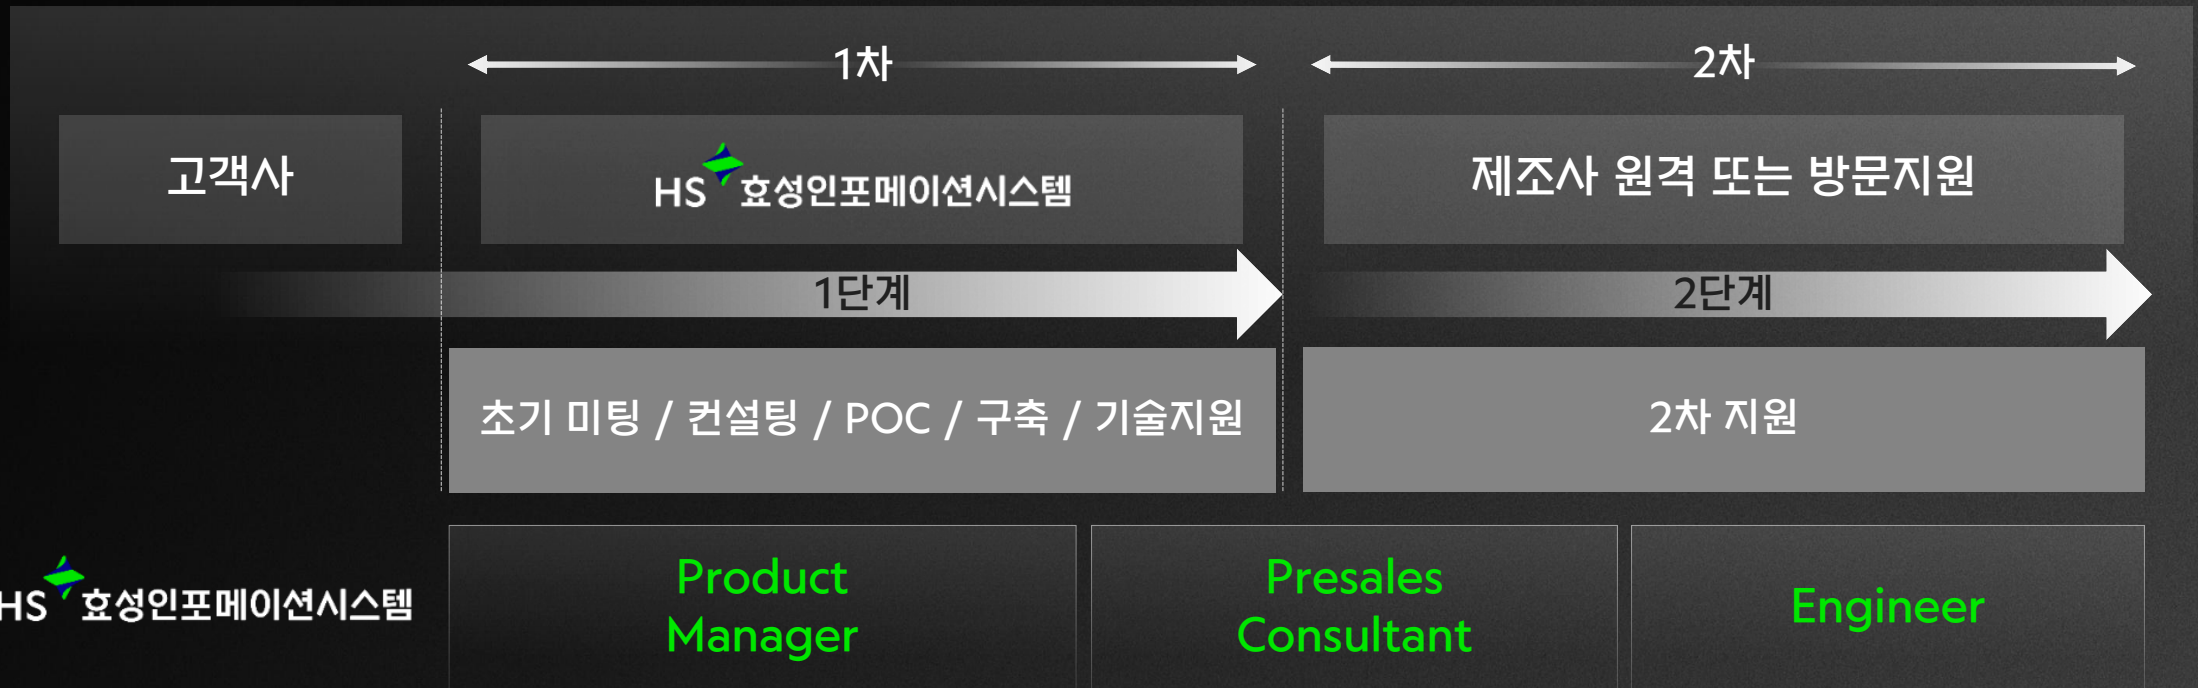 1차
2차
고객사
HS 효성인포메이션시스템
제조사 원격 또는 방문지원
1단계
2단계
초기 미팅 / 컨설팅 / POC / 구축 / 기술지원
2차 지원
HS 효성인포메이션시스템
Product
Manager
Presales
Consultant
Engineer